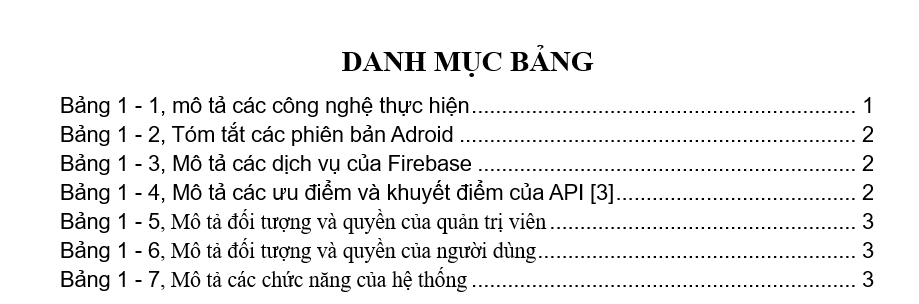 DANH MỤC BẢNG
Bảng 1 - 1, mô tả các công nghệ thực hiện................................................................ 1
Bảng 1 - 2, Tóm tắt các phiên bản Adroid .................................................................. 2
Bảng 1 - 3, Mô tả các dịch vụ của Firebase ............................................................... 2
Bảng 1 - 4, Mô tả các ưu điểm và khuyết điểm của API [3]........................................ 2
Bảng 1 - 5, Mô tả đối tượng và quyền của quản trị viên................................................... 3
Bảng 1 - 6, Mô tả đối tượng và quyền của người dùng..................................................... 3
Bảng 1 - 7, Mô tả các chức năng của hệ thống ................................................................ 3